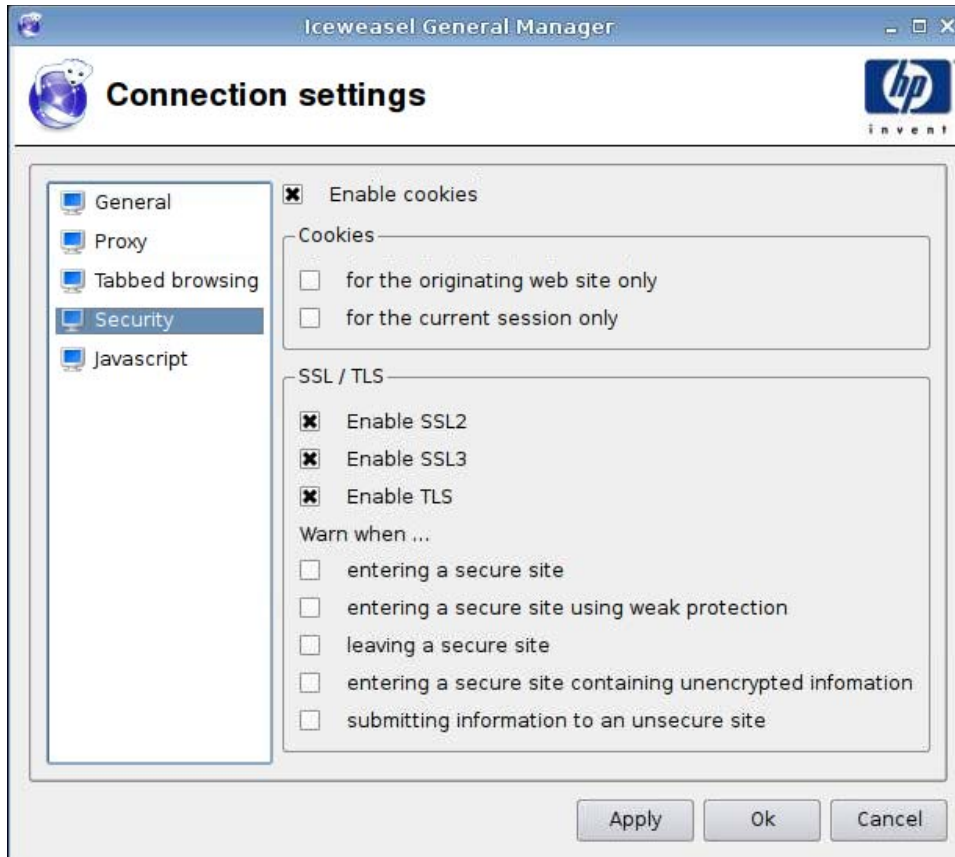 Iceweasel General Manager
Connection settings
hp
invent
General
Proxy
Tabbed browsing
Security
Javascript
Enable cookies
Cookies
for the originating web site only
for the current session only
SSL / TLS
Enable SSL2
Enable SSL3
Enable TLS
Warn when ...
entering a secure site
entering a secure site using weak protection
leaving a secure site
entering a secure site containing unencrypted infomation
submitting information to an unsecure site
Apply
Ok
Cancel